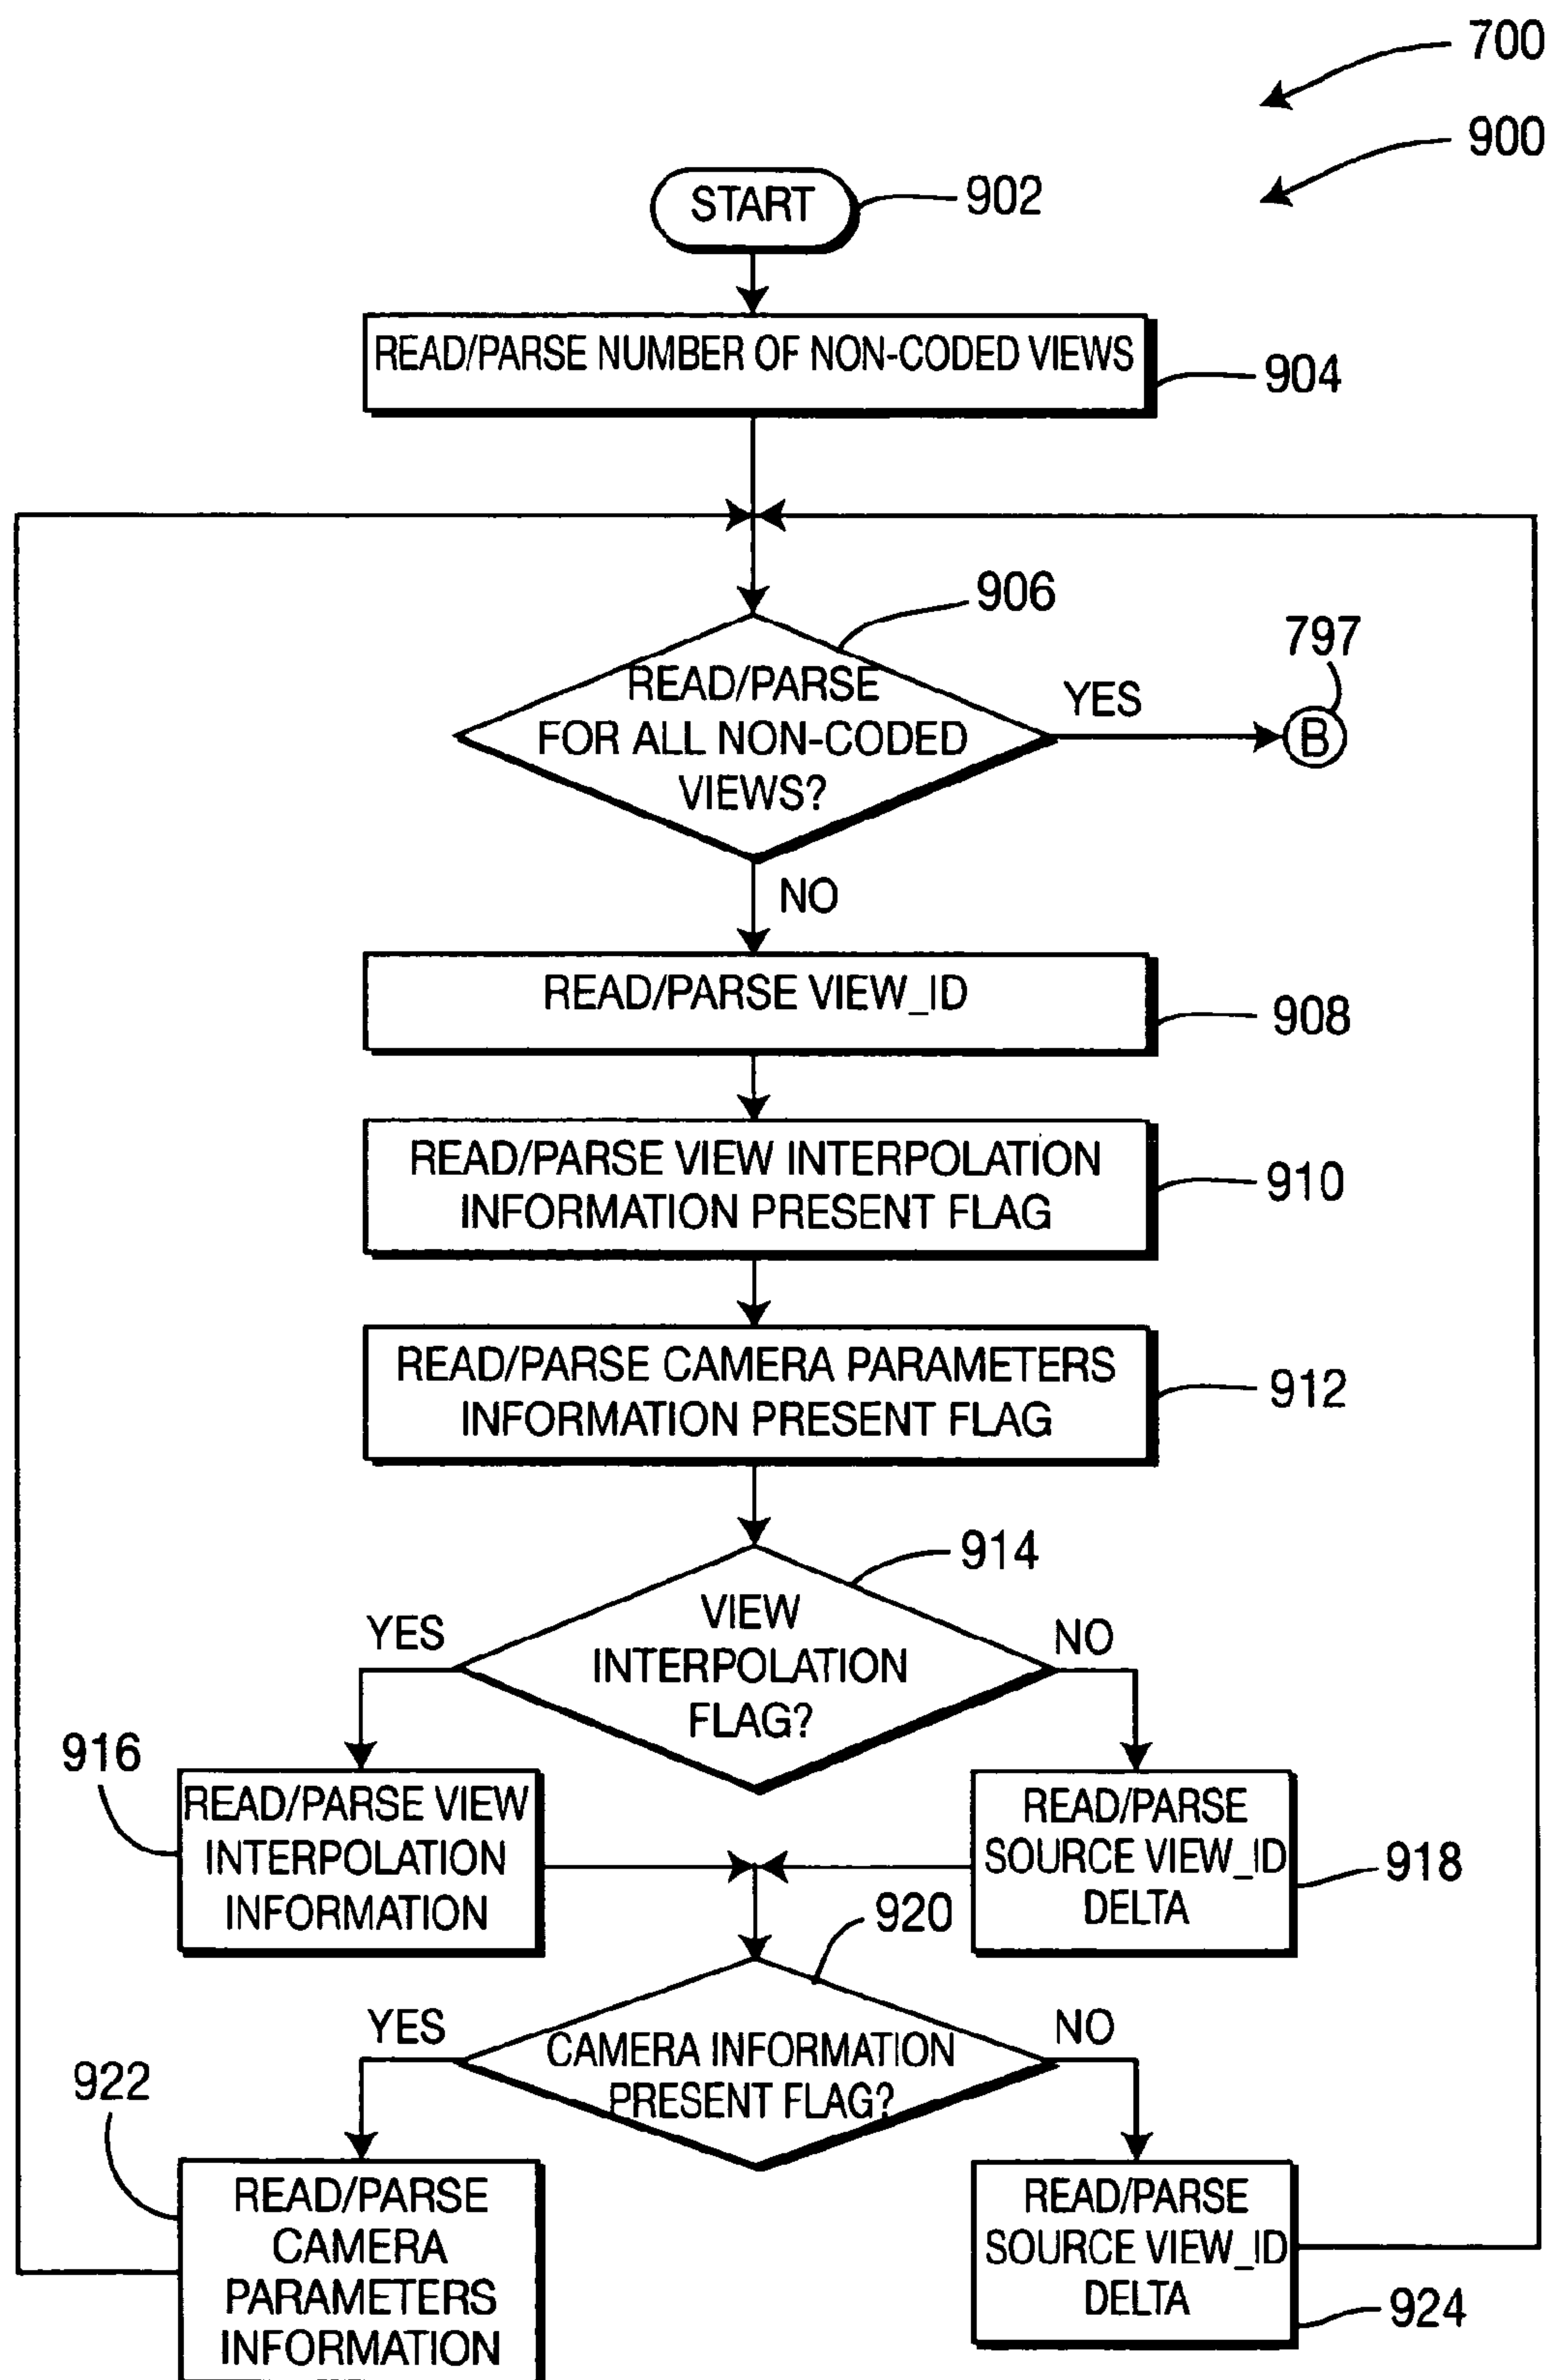 700
900
START
902
READ/PARSE NUMBER OF NON-CODED VIEWS
904
906
797
READ/PARSE
FOR ALL NON-CODED
VIEWS?
YES
B
NO
READ/PARSE VIEW_ID
908
READ/PARSE VIEW INTERPOLATION
INFORMATION PRESENT FLAG
910
READ/PARSE CAMERA PARAMETERS
INFORMATION PRESENT FLAG
912
914
VIEW
INTERPOLATION
FLAG?
YES
NO
916
READ/PARSE VIEW
INTERPOLATION
INFORMATION
READ/PARSE
SOURCE VIEW_ID
DELTA
918
920
CAMERA INFORMATION
PRESENT FLAG?
YES
NO
922
READ/PARSE
CAMERA
PARAMETERS
INFORMATION
READ/PARSE
SOURCE VIEW_ID
DELTA
924